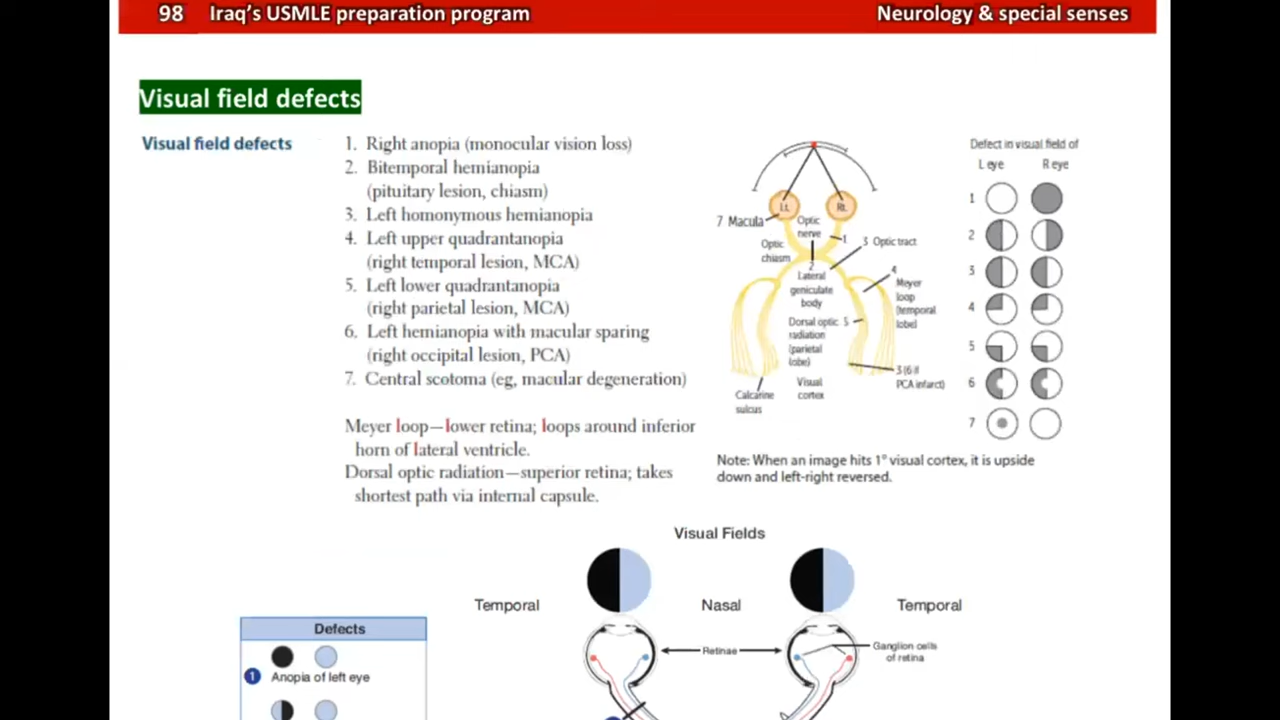 98 Iraq's USMLE preparation program
Neurology & special senses
Visual field defects
Visual field defects
1. Right anopia (monocular vision loss)
2. Bitemporal hemianopia
(pituitary lesion, chiasm)
3. Left homonymous hemianopia
4. Left upper quadrantanopia
(right temporal lesion, MCA)
5. Left lower quadrantanopia
(right parietal lesion, MCA)
6. Left hemianopia with macular sparing
(right occipital lesion, PCA)
7. Central scotoma (eg, macular degeneration)
Meyer loop—lower retina; loops around inferior
horn of lateral ventricle.
Dorsal optic radiation—superior retina; takes
shortest path via internal capsule.
Lt.
Rt.
7 Macula
Optic
nerve
1
Optic
chiasm
2
3 Optic tract
Lateral
geniculate
body
4
Meyer
loop
(temporal
lobe)
Dorsal optic 5
radiation
(parietal
lobe)
3 (6 if
PCA infarct)
Visual
cortex
Calcarine
sulcus
Defect in visual field of
L eye R eye
1
2
3
4
5
6
7
Note: When an image hits 1° visual cortex, it is upside
down and left-right reversed.
Visual Fields
Temporal Nasal Temporal
Retinae
Ganglion cells
of retina
Defects
1 Anopia of left eye